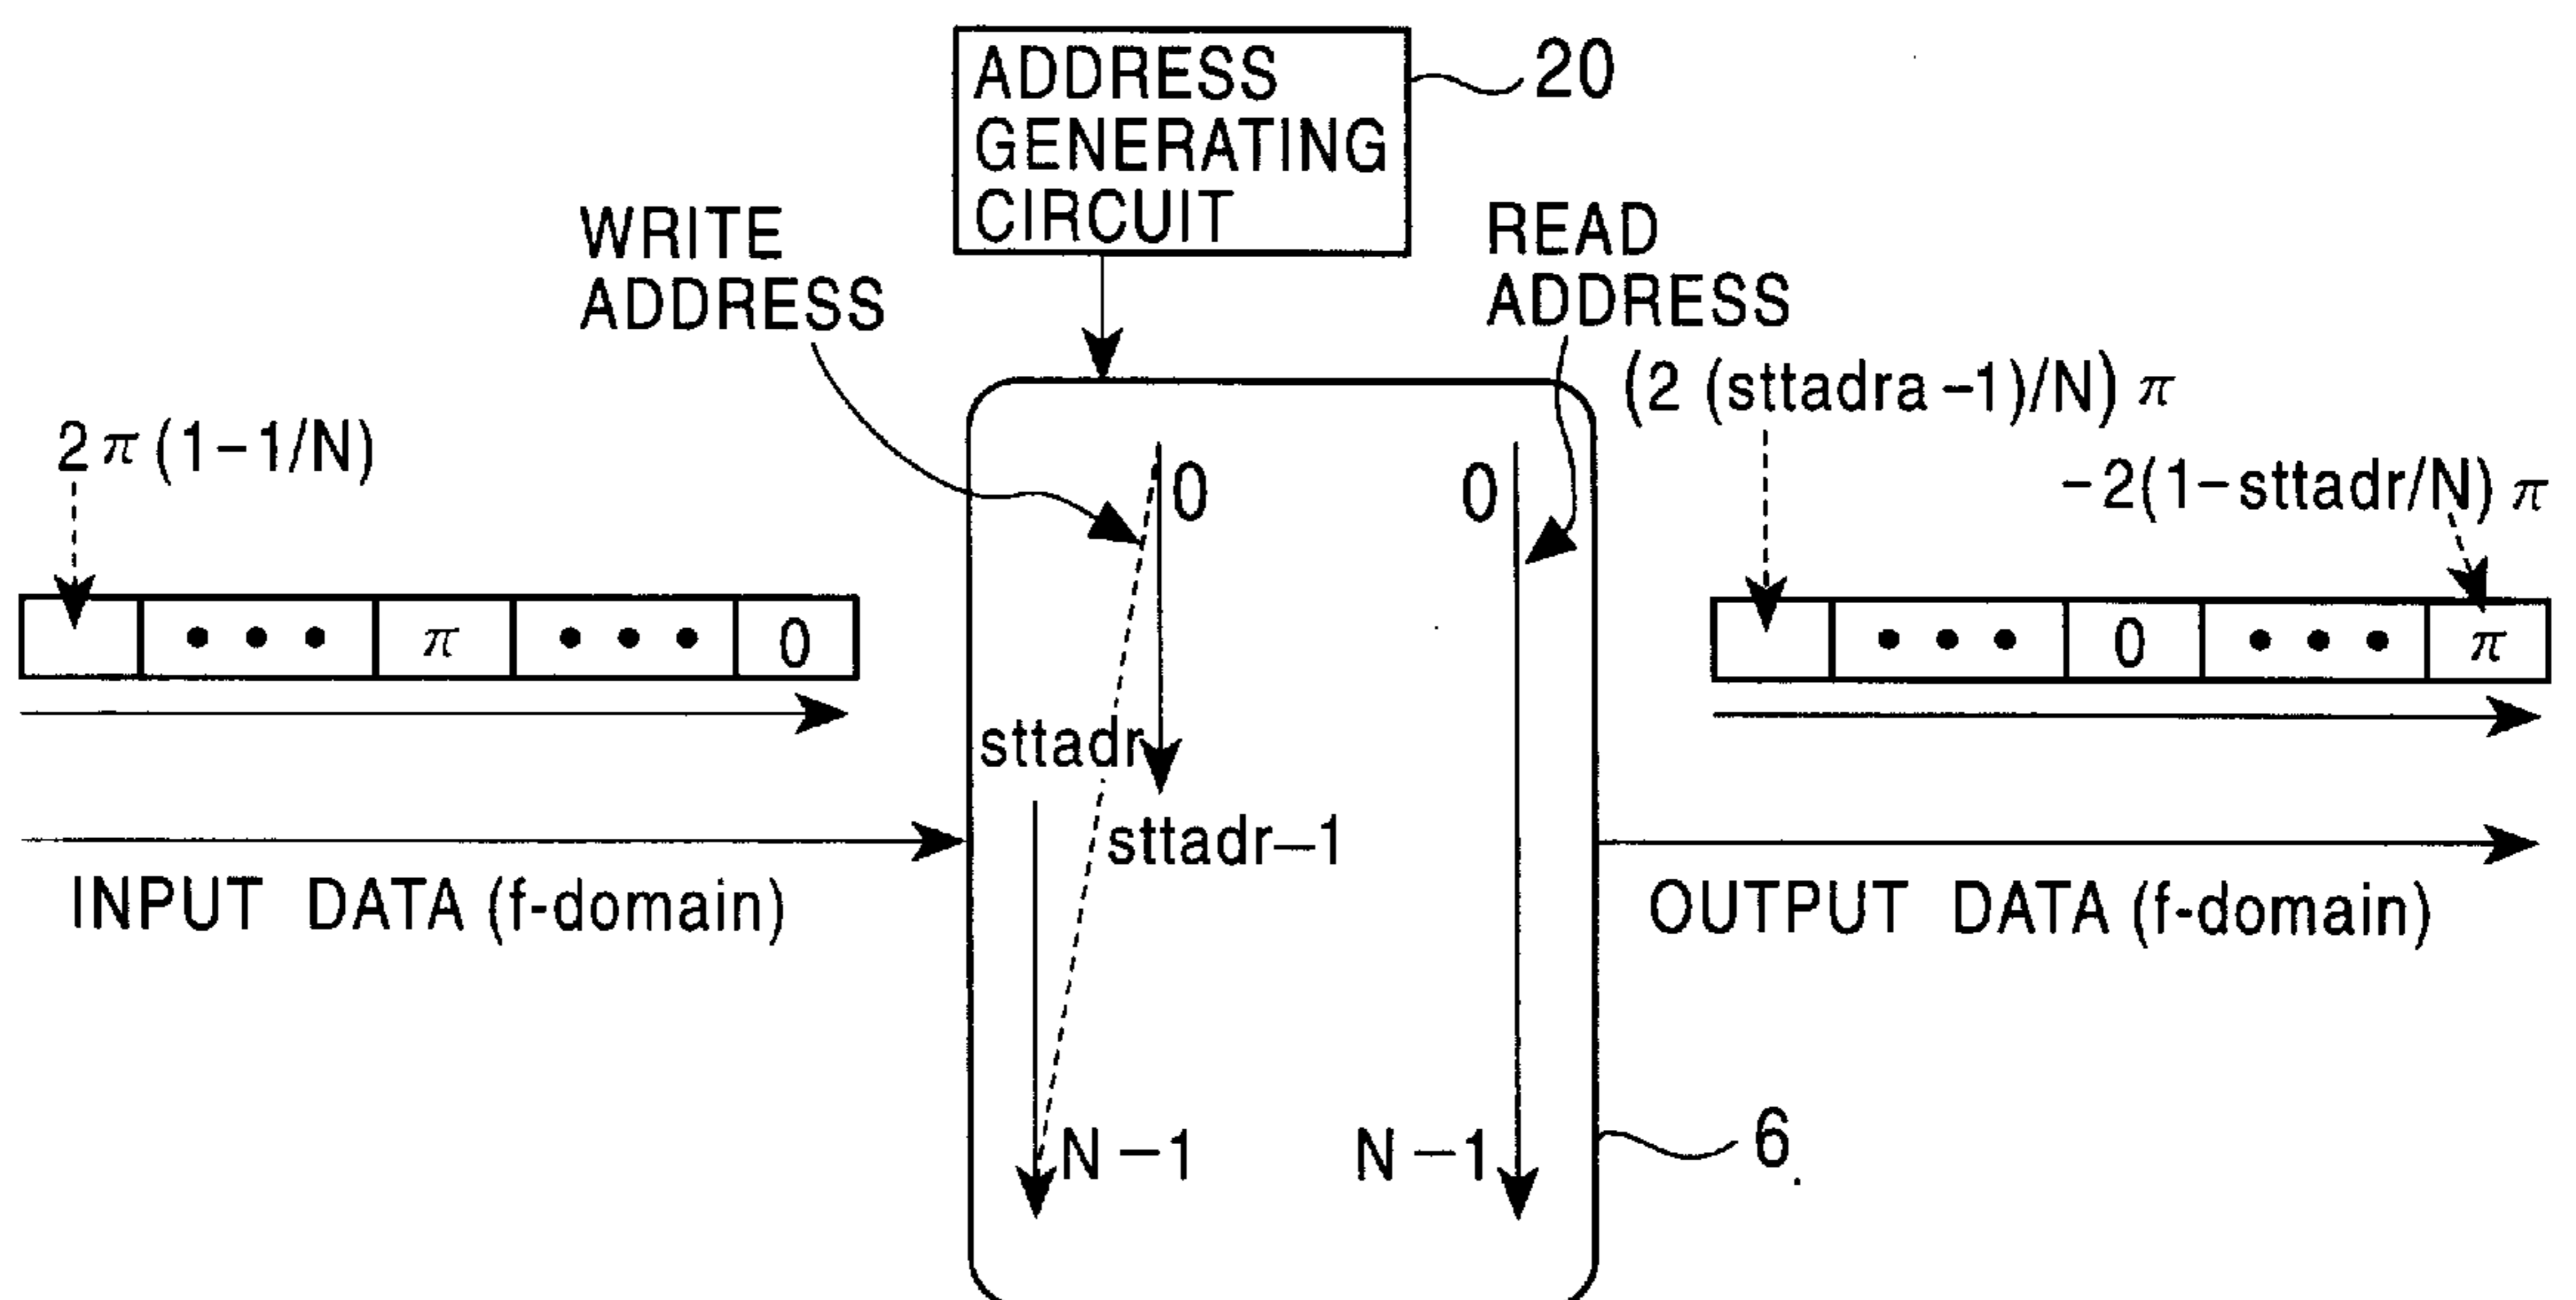 ADDRESS
GENERATING
CIRCUIT
20
WRITE
ADDRESS
READ
ADDRESS
2π(1−1/N)
(2 (sttadra −1)/N) π
−2(1−sttadr/N) π
0
0
• • •
π
• • •
0
• • •
0
• • •
π
sttadr
sttadr−1
INPUT DATA (f-domain)
OUTPUT DATA (f-domain)
N −1
N −1
6